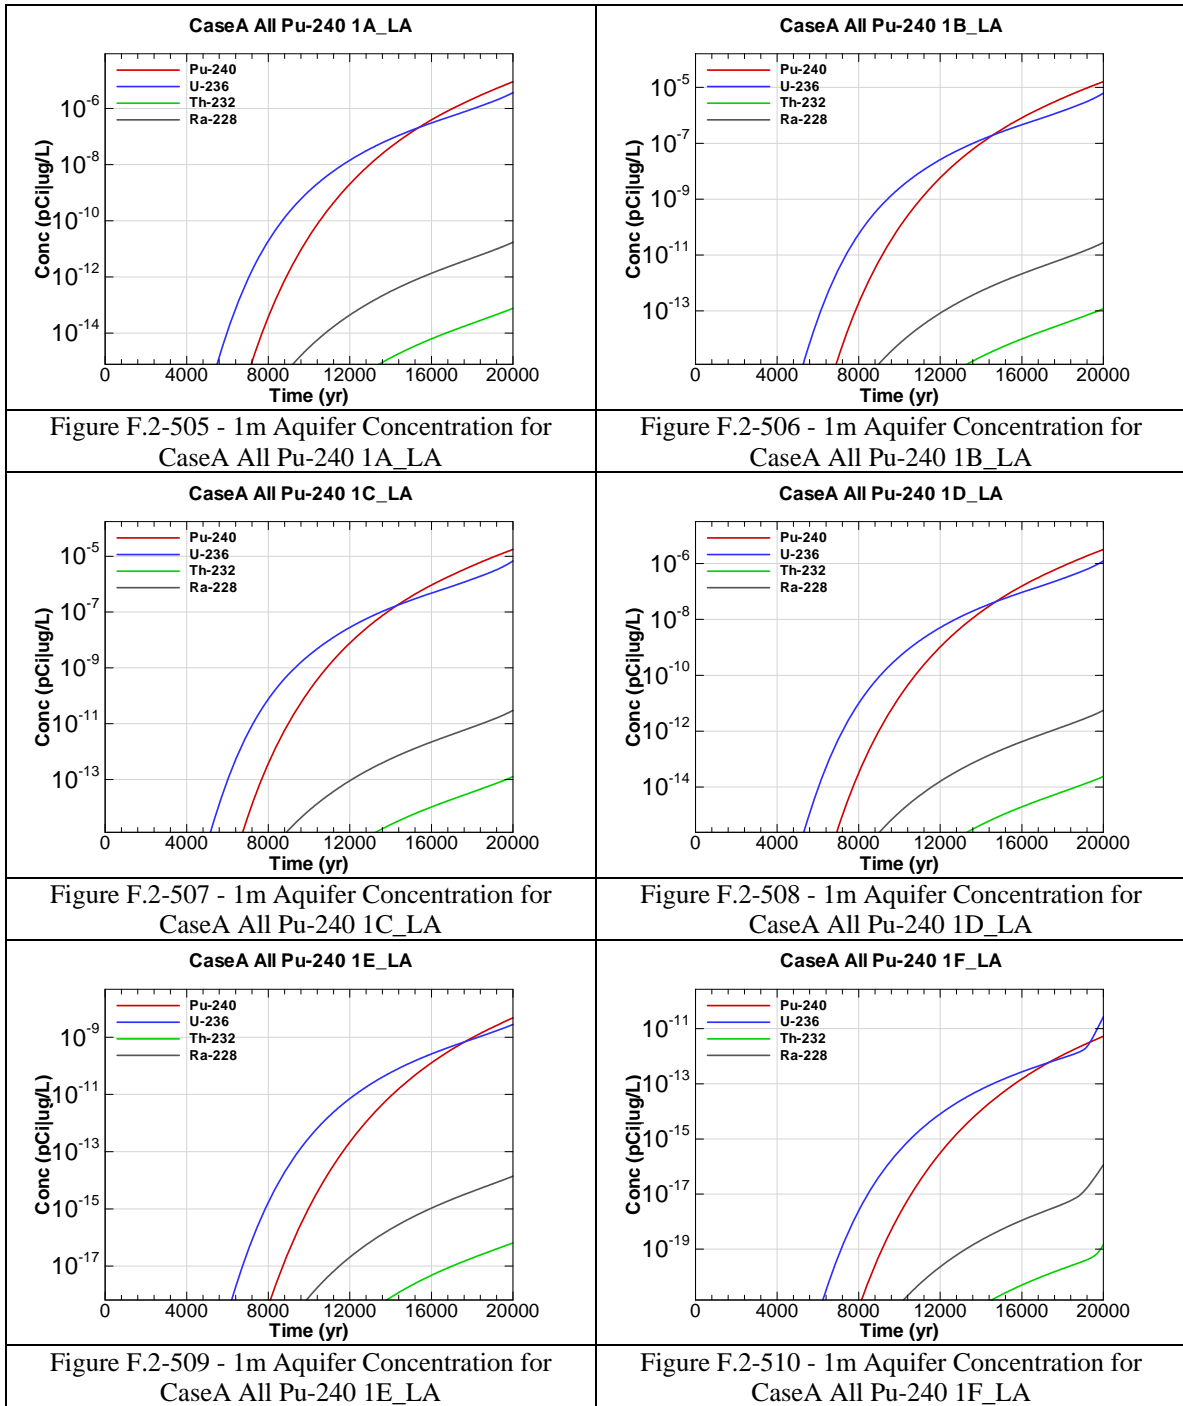 CaseA All Pu-240 1A_LA
Pu-240
U-236
Th-232
Ra-228
Conc (pCi|ug/L)
10^-6
10^-8
10^-10
10^-12
10^-14
0 4000 8000 12000 16000 20000
Time (yr)
Figure F.2-505 - 1m Aquifer Concentration for
CaseA All Pu-240 1A_LA
CaseA All Pu-240 1B_LA
Pu-240
U-236
Th-232
Ra-228
Conc (pCi|ug/L)
10^-5
10^-7
10^-9
10^-11
10^-13
0 4000 8000 12000 16000 20000
Time (yr)
Figure F.2-506 - 1m Aquifer Concentration for
CaseA All Pu-240 1B_LA
CaseA All Pu-240 1C_LA
Pu-240
U-236
Th-232
Ra-228
Conc (pCi|ug/L)
10^-5
10^-7
10^-9
10^-11
10^-13
0 4000 8000 12000 16000 20000
Time (yr)
Figure F.2-507 - 1m Aquifer Concentration for
CaseA All Pu-240 1C_LA
CaseA All Pu-240 1D_LA
Pu-240
U-236
Th-232
Ra-228
Conc (pCi|ug/L)
10^-6
10^-8
10^-10
10^-12
10^-14
0 4000 8000 12000 16000 20000
Time (yr)
Figure F.2-508 - 1m Aquifer Concentration for
CaseA All Pu-240 1D_LA
CaseA All Pu-240 1E_LA
Pu-240
U-236
Th-232
Ra-228
Conc (pCi|ug/L)
10^-9
10^-11
10^-13
10^-15
10^-17
0 4000 8000 12000 16000 20000
Time (yr)
Figure F.2-509 - 1m Aquifer Concentration for
CaseA All Pu-240 1E_LA
CaseA All Pu-240 1F_LA
Pu-240
U-236
Th-232
Ra-228
Conc (pCi|ug/L)
10^-11
10^-13
10^-15
10^-17
10^-19
0 4000 8000 12000 16000 20000
Time (yr)
Figure F.2-510 - 1m Aquifer Concentration for
CaseA All Pu-240 1F_LA